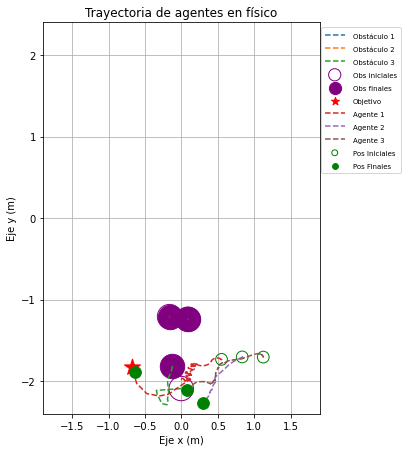 Trayectoria de agentes en físico
Obstáculo 1
Obstáculo 2
Obstáculo 3
Obs iniciales
Obs finales
Objetivo
Agente 1
Agente 2
Agente 3
Pos Iniciales
Pos Finales
Eje y (m)
2
1
0
−1
−2
−1.5
−1.0
−0.5
0.0
0.5
1.0
1.5
Eje x (m)